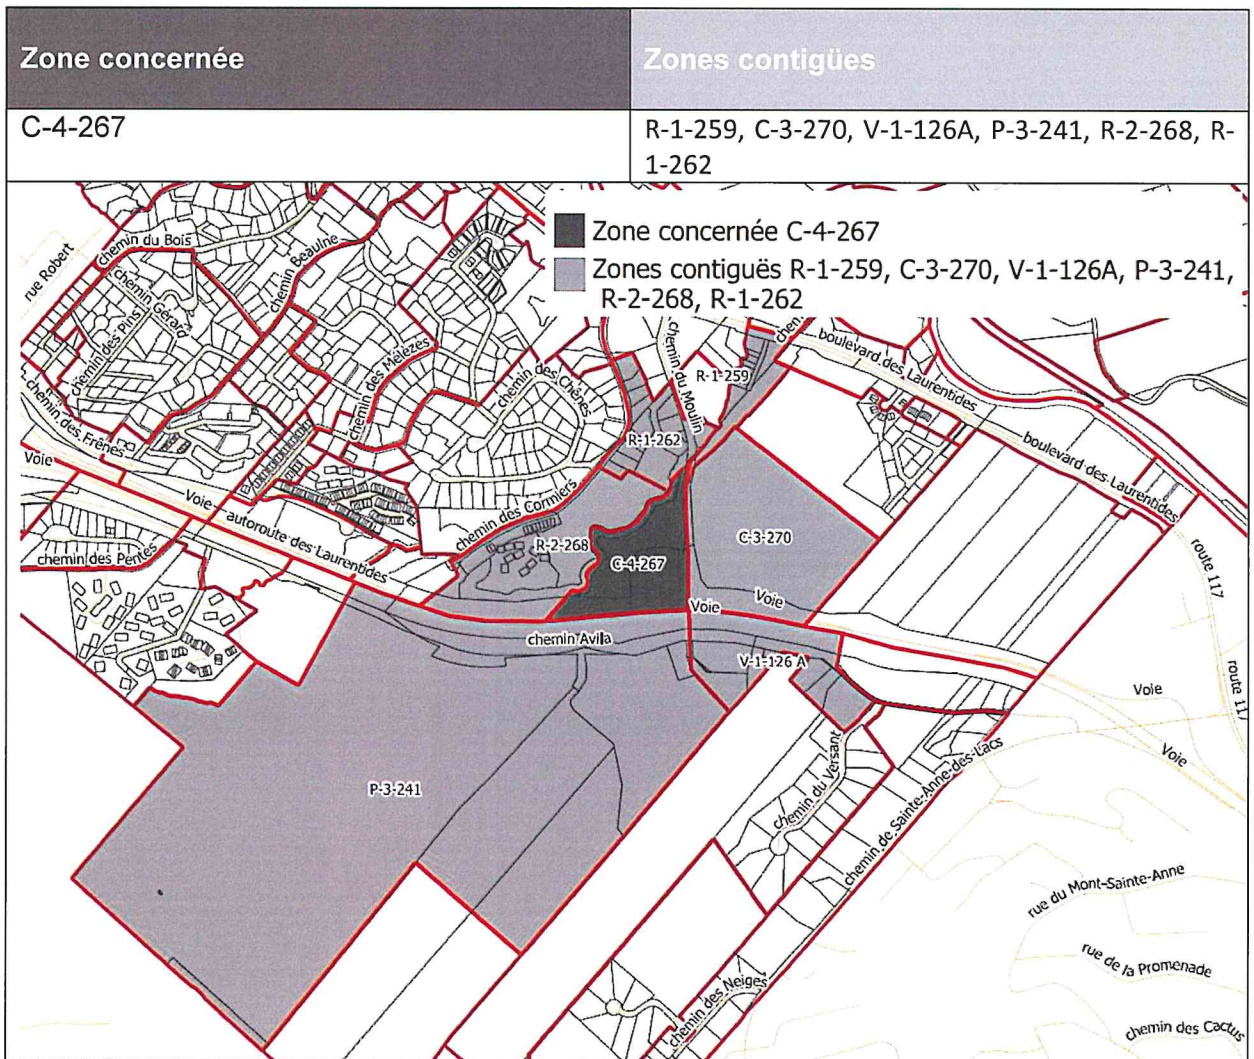 Zone concernée
Zones contigües
C-4-267
R-1-259, C-3-270, V-1-126A, P-3-241, R-2-268, R-
1-262
Zone concernée C-4-267
Zones contiguës R-1-259, C-3-270, V-1-126A, P-3-241,
R-2-268, R-1-262
rue Robert
chemin du Bois
chemin Beaulne
chemin Gérard
chemin des Pins
chemin des Mélèzes
chemin des Chênes
chemin du Moulin
R-1-259
boulevard des Laurentides
chemin des Frênes
Voie
Voie
autoroute des Laurentides
chemin des Cormiers
R-1-262
boulevard des Laurentides
chemin des Pentes
R-2-268
C-4-267
C-3-270
route 117
Voie
Voie
chemin Avila
V-1-126 A
Voie
route 117
Voie
P-3-241
chemin du Versant
chemin de Sainte-Anne-des-Lacs
rue du Mont-Sainte-Anne
rue de la Promenade
chemin des Neiges
chemin des Cactus